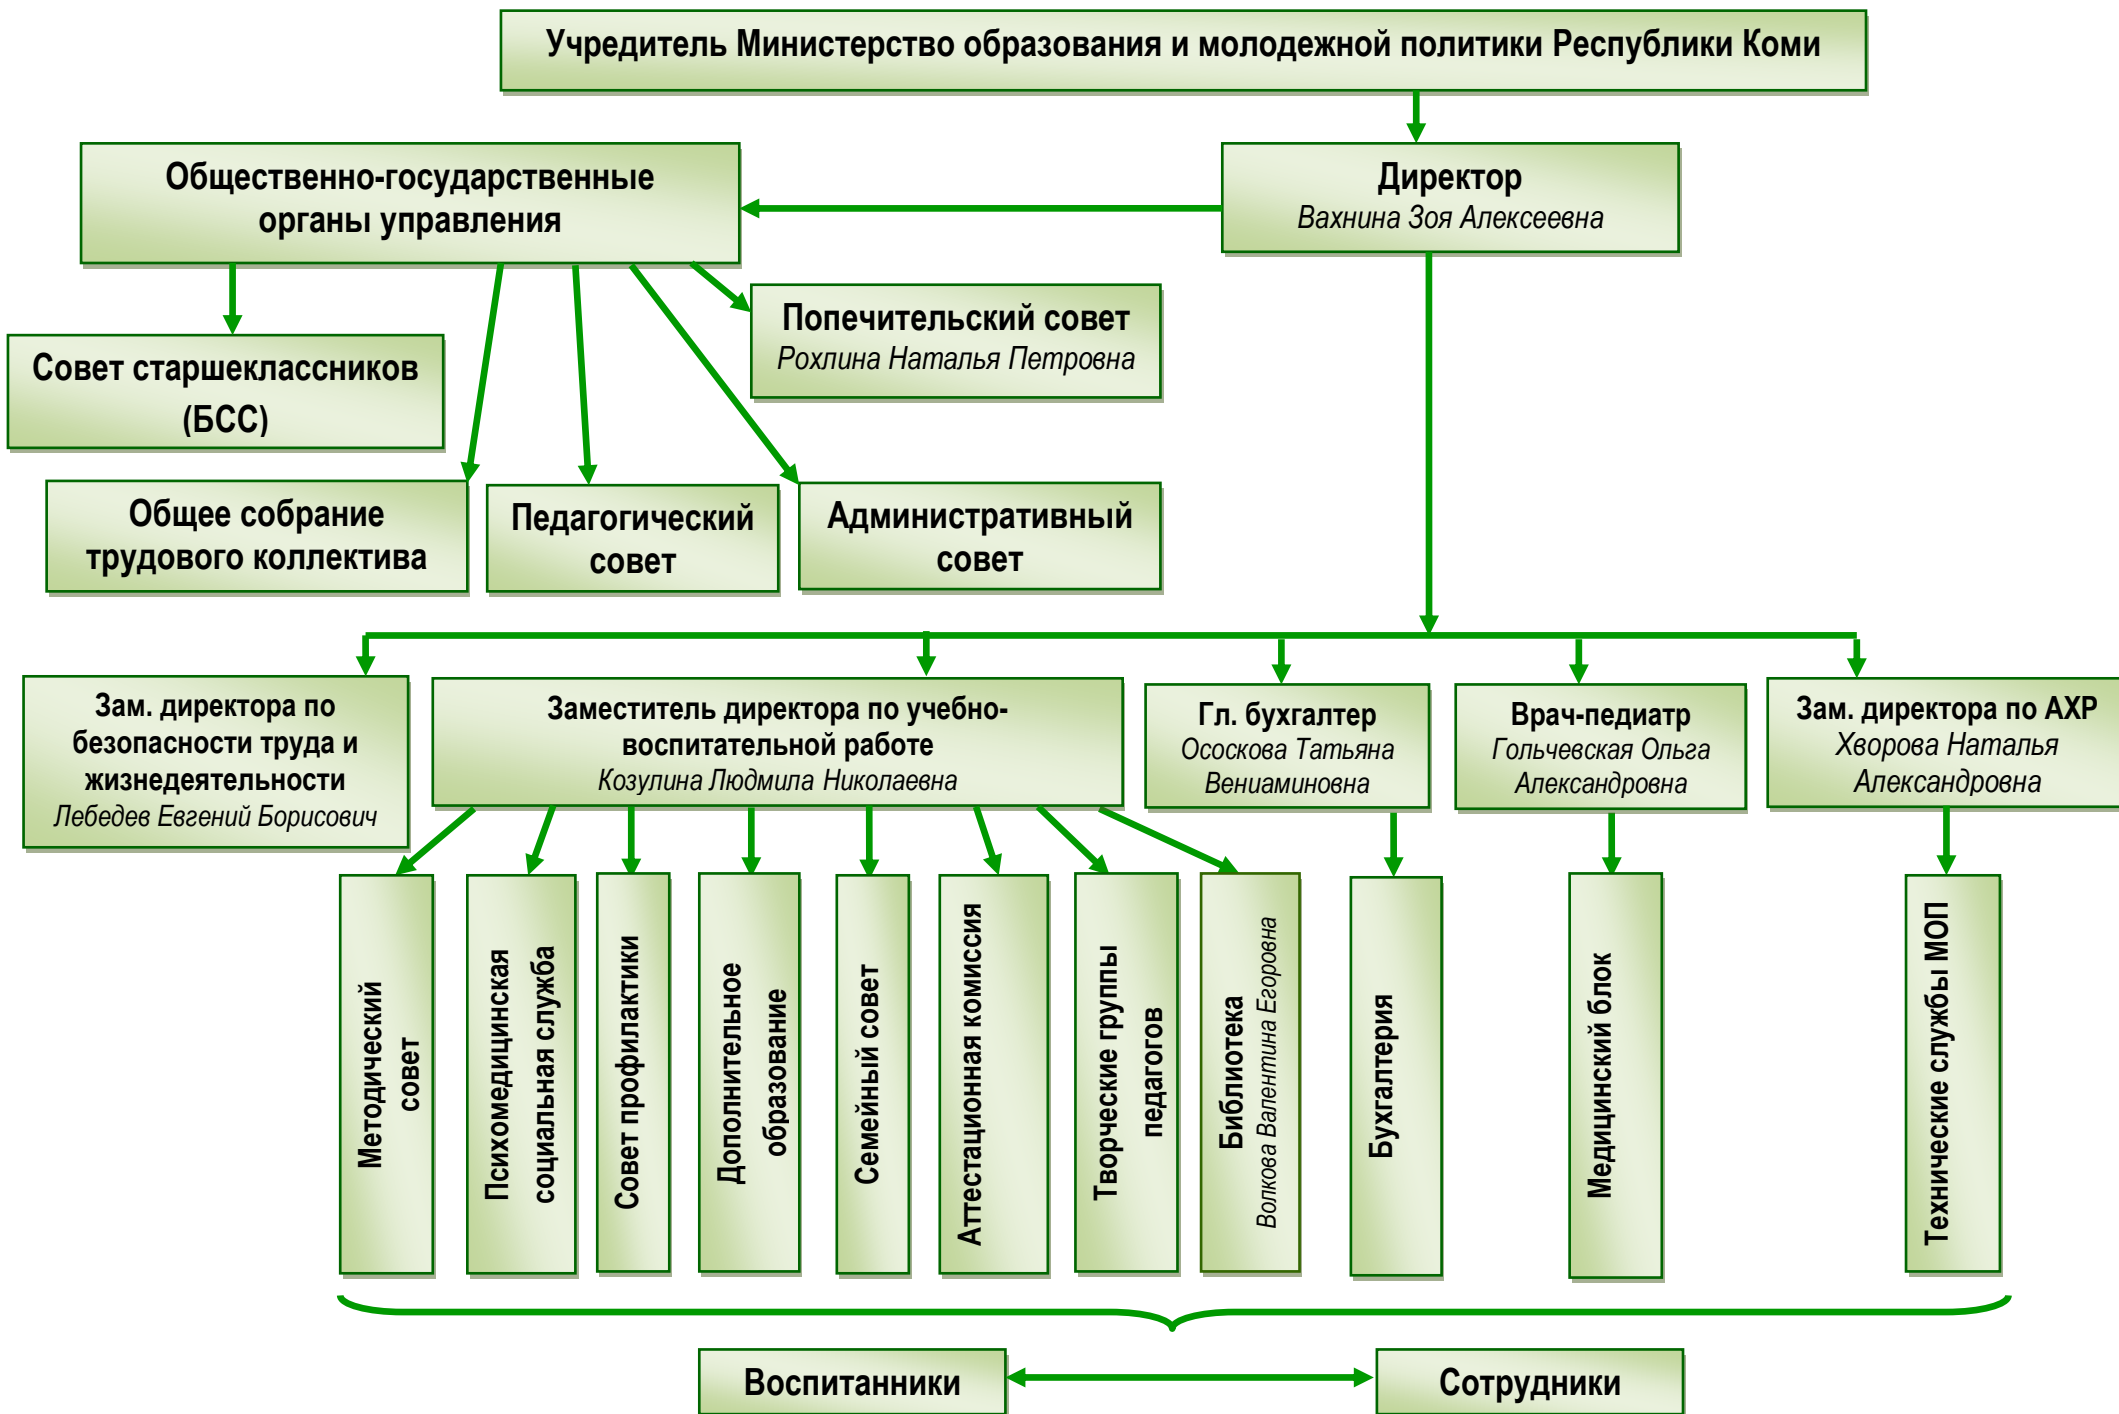 Учредитель Министерство образования и молодежной политики Республики Коми
Общественно-государственные
органы управления
Директор
Вахнина Зоя Алексеевна
Попечительский совет
Рохлина Наталья Петровна
Совет старшеклассников
(БСС)
Общее собрание
трудового коллектива
Педагогический
совет
Административный
совет
Зам. директора по
безопасности труда и
жизнедеятельности
Лебедев Евгений Борисович
Заместитель директора по учебно-
воспитательной работе
Козулина Людмила Николаевна
Гл. бухгалтер
Ососкова Татьяна
Вениаминовна
Врач-педиатр
Гольчевская Ольга
Александровна
Зам. директора по АХР
Хворова Наталья
Александровна
Методический
совет
Психомедицинская
социальная служба
Совет профилактики
Дополнительное
образование
Семейный совет
Аттестационная комиссия
Творческие группы
педагогов
Библиотека
Волкова Валентина Егоровна
Бухгалтерия
Медицинский блок
Технические службы МОП
Воспитанники
Сотрудники